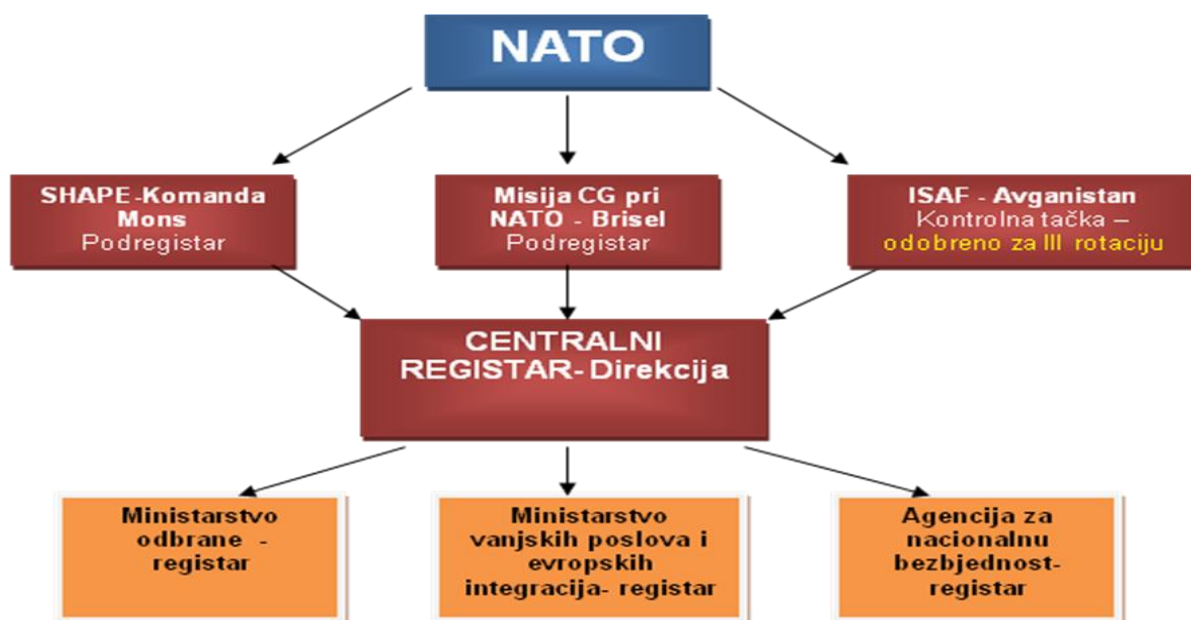 NATO
SHAPE-Komanda
Mons
Podregistar
Misija CG pri
NATO - Brisel
Podregistar
ISAF - Avganistan
Kontrolna tačka –
odobreno za III rotaciju
CENTRALNI
REGISTAR- Direkcija
Ministarstvo
odbrane -
registar
Ministarstvo
vanjskih poslova i
evropskih
integracija- registar
Agencija za
nacionalnu
bezbjednost-
registar